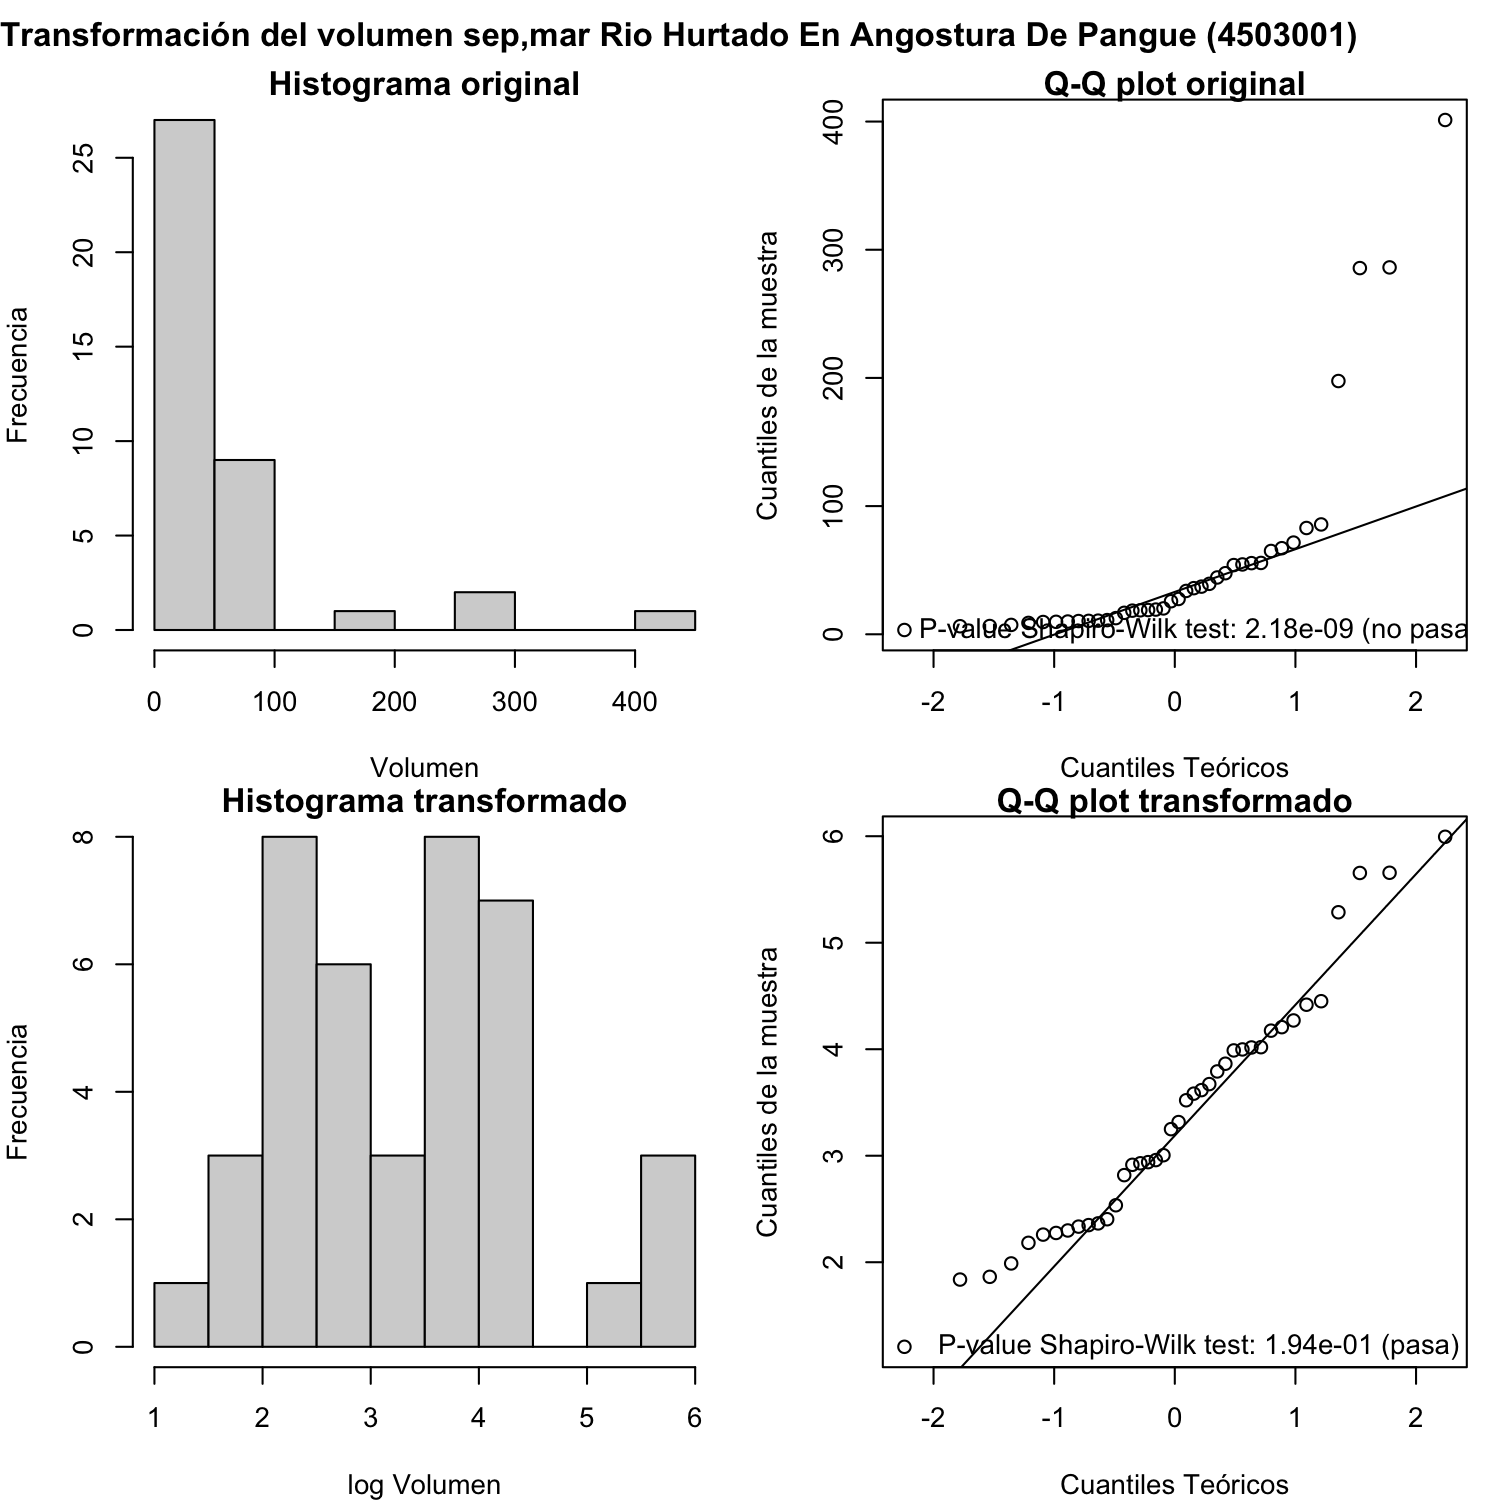 Transformación del volumen sep,mar Rio Hurtado En Angostura De Pangue (4503001)
Histograma original
Frecuencia
25
20
15
10
5
0
0 100 200 300 400
Volumen
Q-Q plot original
Cuantiles de la muestra
400
300
200
100
0
P-value Shapiro-Wilk test: 2.18e-09 (no pasa
-2 -1 0 1 2
Cuantiles Teóricos
Histograma transformado
Frecuencia
8
6
4
2
0
1 2 3 4 5 6
log Volumen
Q-Q plot transformado
Cuantiles de la muestra
6
5
4
3
2
P-value Shapiro-Wilk test: 1.94e-01 (pasa)
-2 -1 0 1 2
Cuantiles Teóricos